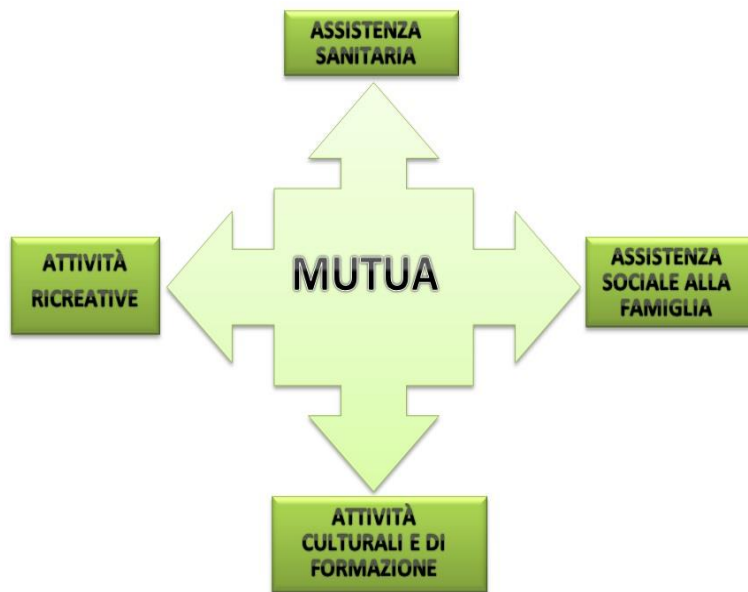 ASSISTENZA
SANITARIA
ATTIVITÀ
RICREATIVE
MUTUA
ASSISTENZA
SOCIALE ALLA
FAMIGLIA
ATTIVITÀ
CULTURALI E DI
FORMAZIONE